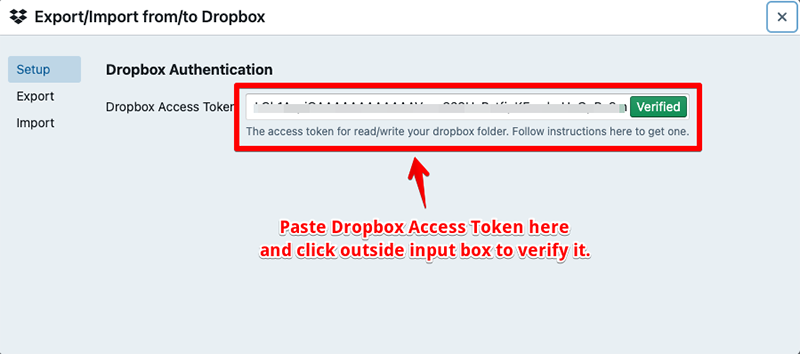 Export/Import from/to Dropbox
Setup
Export
Import
Dropbox Authentication
Dropbox Access Token
Verified
The access token for read/write your dropbox folder. Follow instructions here to get one.
Paste Dropbox Access Token here
and click outside input box to verify it.